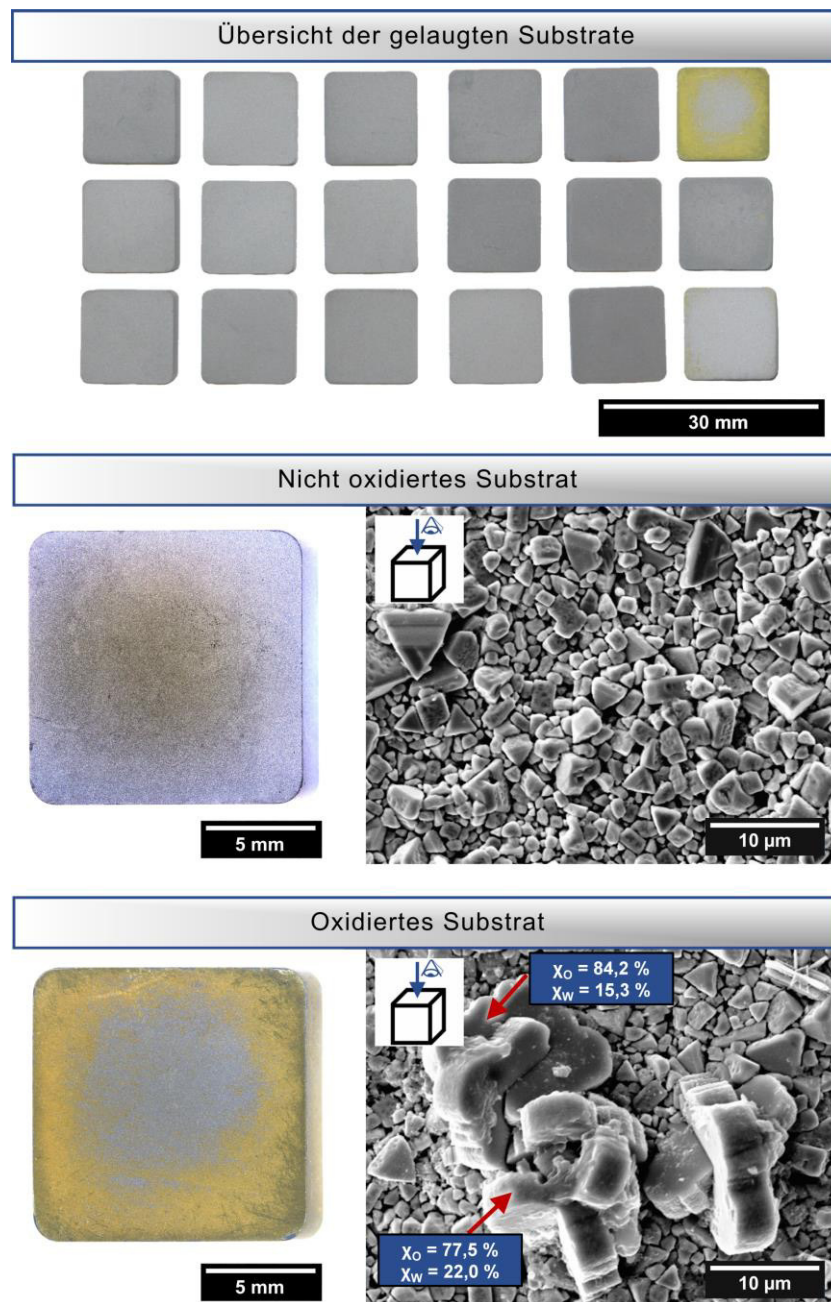 Übersicht der gelaugten Substrate
30 mm
Nicht oxidiertes Substrat
5 mm
10 µm
Oxidiertes Substrat
χO = 84,2 %
χW = 15,3 %
χO = 77,5 %
χW = 22,0 %
5 mm
10 µm